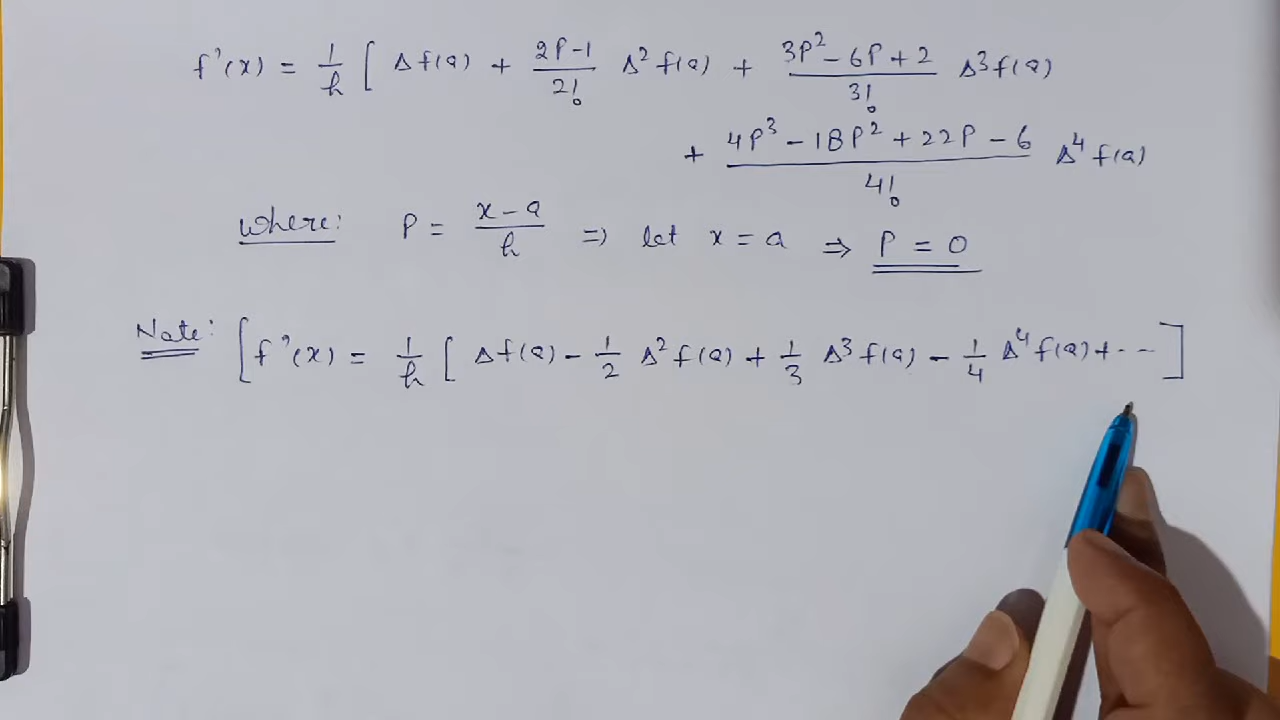 f'(x) = 1/h [ Δf(a) + (2P-1)/2! Δ²f(a) + (3P²-6P+2)/3! Δ³f(a)
+ (4P³-18P²+22P-6)/4! Δ⁴f(a)
where: P = (x-a)/h => let x = a => P = 0
Note: [f'(x) = 1/h [ Δf(a) - 1/2 Δ²f(a) + 1/3 Δ³f(a) - 1/4 Δ⁴f(a) + --- ]